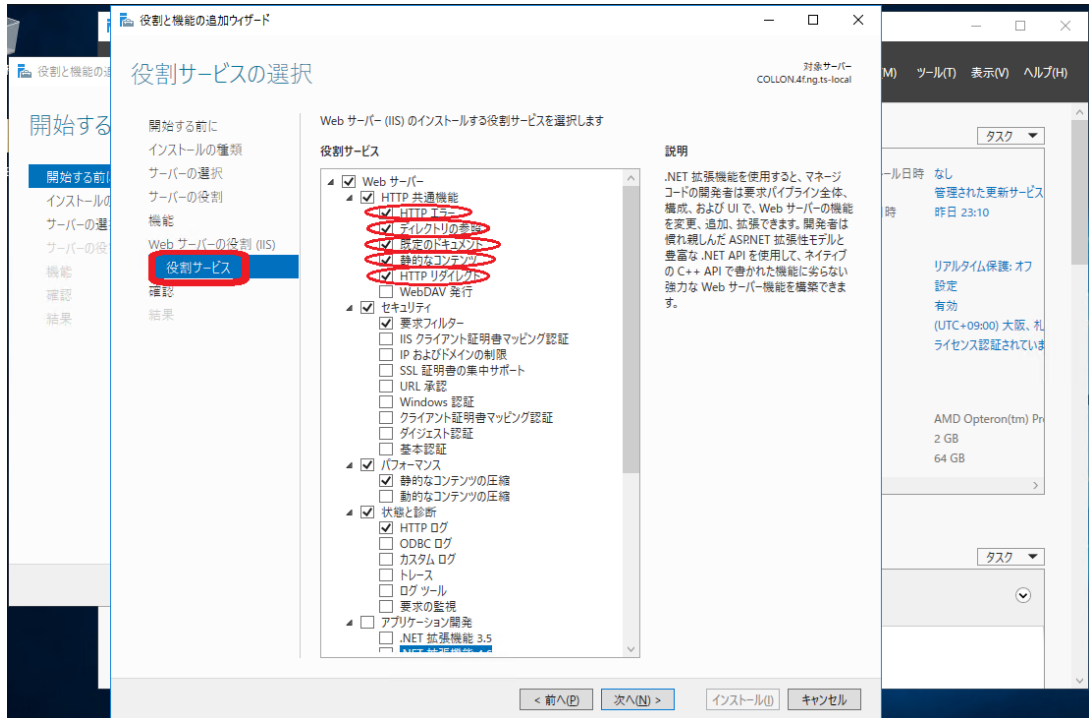 役割と機能の追加ウィザード
役割サービスの選択
対象サーバー
COLLON.4f.ng.ts-local
開始する前に
インストールの種類
サーバーの選択
サーバーの役割
機能
Web サーバーの役割 (IIS)
役割サービス
確認
結果
Web サーバー (IIS) のインストールする役割サービスを選択します
役割サービス
Web サーバー
HTTP 共通機能
HTTP エラー
ディレクトリの参照
既定のドキュメント
静的なコンテンツ
HTTP リダイレクト
WebDAV 発行
セキュリティ
要求フィルター
IIS クライアント証明書マッピング認証
IP およびドメインの制限
SSL 証明書の集中サポート
URL 承認
Windows 認証
クライアント証明書マッピング認証
ダイジェスト認証
基本認証
パフォーマンス
静的なコンテンツの圧縮
動的なコンテンツの圧縮
状態と診断
HTTP ログ
ODBC ログ
カスタム ログ
トレース
ログ ツール
要求の監視
アプリケーション開発
.NET 拡張機能 3.5
説明
.NET 拡張機能を使用すると、マネージ
コードの開発者は要求パイプライン全体、
構成、および UI で、Web サーバーの機能
を変更、追加、拡張できます。開発者は
慣れ親しんだ ASP.NET 拡張性モデルと
豊富な .NET API を使用して、ネイティブ
の C++ API で書かれた機能に劣らない
強力な Web サーバー機能を構築できま
す。
< 前へ(P)
次へ(N) >
インストール(I)
キャンセル
役割と機能の追
開始する
開始する前に
インストールの
サーバーの選
サーバーの役
機能
確認
結果
M)
ツール(T)
表示(V)
ヘルプ(H)
タスク
ール日時
なし
管理された更新サービス
時
昨日 23:10
リアルタイム保護: オフ
設定
有効
(UTC+09:00) 大阪、札
ライセンス認証されていま
AMD Opteron(tm) Pr
2 GB
64 GB
タスク